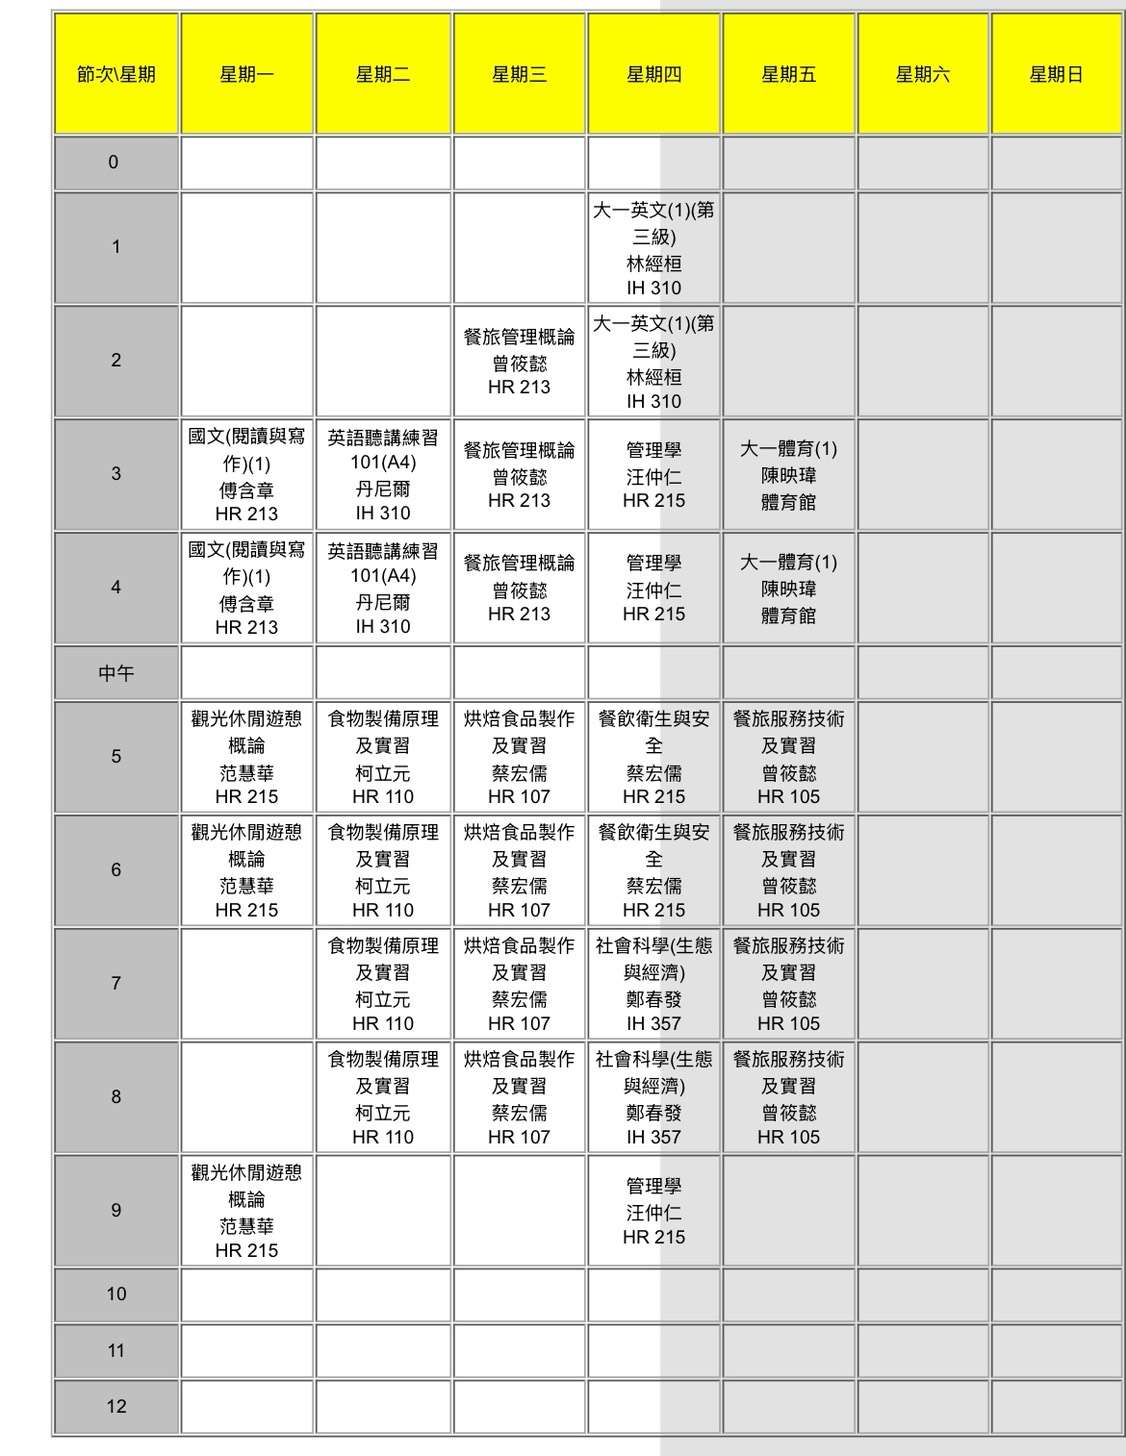 節次\星期 星期一 星期二 星期三 星期四 星期五 星期六 星期日
0
1
大一英文(1)(第
三級)
林經桓
IH 310
2
餐旅管理概論
曾筱懿
HR 213
大一英文(1)(第
三級)
林經桓
IH 310
3
國文(閱讀與寫
作)(1)
傅含章
HR 213
英語聽講練習
101(A4)
丹尼爾
IH 310
餐旅管理概論
曾筱懿
HR 213
管理學
汪仲仁
HR 215
大一體育(1)
陳映瑋
體育館
4
國文(閱讀與寫
作)(1)
傅含章
HR 213
英語聽講練習
101(A4)
丹尼爾
IH 310
餐旅管理概論
曾筱懿
HR 213
管理學
汪仲仁
HR 215
大一體育(1)
陳映瑋
體育館
中午
5
觀光休閒遊憩
概論
范慧華
HR 215
食物製備原理
及實習
柯立元
HR 110
烘焙食品製作
及實習
蔡宏儒
HR 107
餐飲衛生與安
全
蔡宏儒
HR 215
餐旅服務技術
及實習
曾筱懿
HR 105
6
觀光休閒遊憩
概論
范慧華
HR 215
食物製備原理
及實習
柯立元
HR 110
烘焙食品製作
及實習
蔡宏儒
HR 107
餐飲衛生與安
全
蔡宏儒
HR 215
餐旅服務技術
及實習
曾筱懿
HR 105
7
食物製備原理
及實習
柯立元
HR 110
烘焙食品製作
及實習
蔡宏儒
HR 107
社會科學(生態
與經濟)
鄭春發
IH 357
餐旅服務技術
及實習
曾筱懿
HR 105
8
食物製備原理
及實習
柯立元
HR 110
烘焙食品製作
及實習
蔡宏儒
HR 107
社會科學(生態
與經濟)
鄭春發
IH 357
餐旅服務技術
及實習
曾筱懿
HR 105
9
觀光休閒遊憩
概論
范慧華
HR 215
管理學
汪仲仁
HR 215
10
11
12